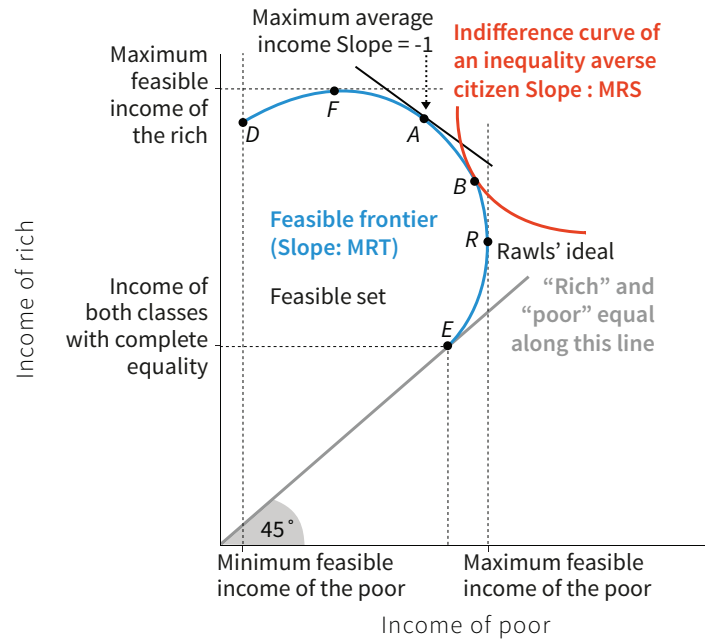 Maximum average
income Slope = -1
Indifference curve of
an inequality averse
citizen Slope : MRS
Maximum
feasible
income of
the rich
D
F
A
B
Feasible frontier
(Slope: MRT)
R
Rawls’ ideal
Income of rich
Feasible set
Income of
both classes
with complete
equality
“Rich” and
“poor” equal
along this line
E
45°
Minimum feasible
income of the poor
Maximum feasible
income of the poor
Income of poor